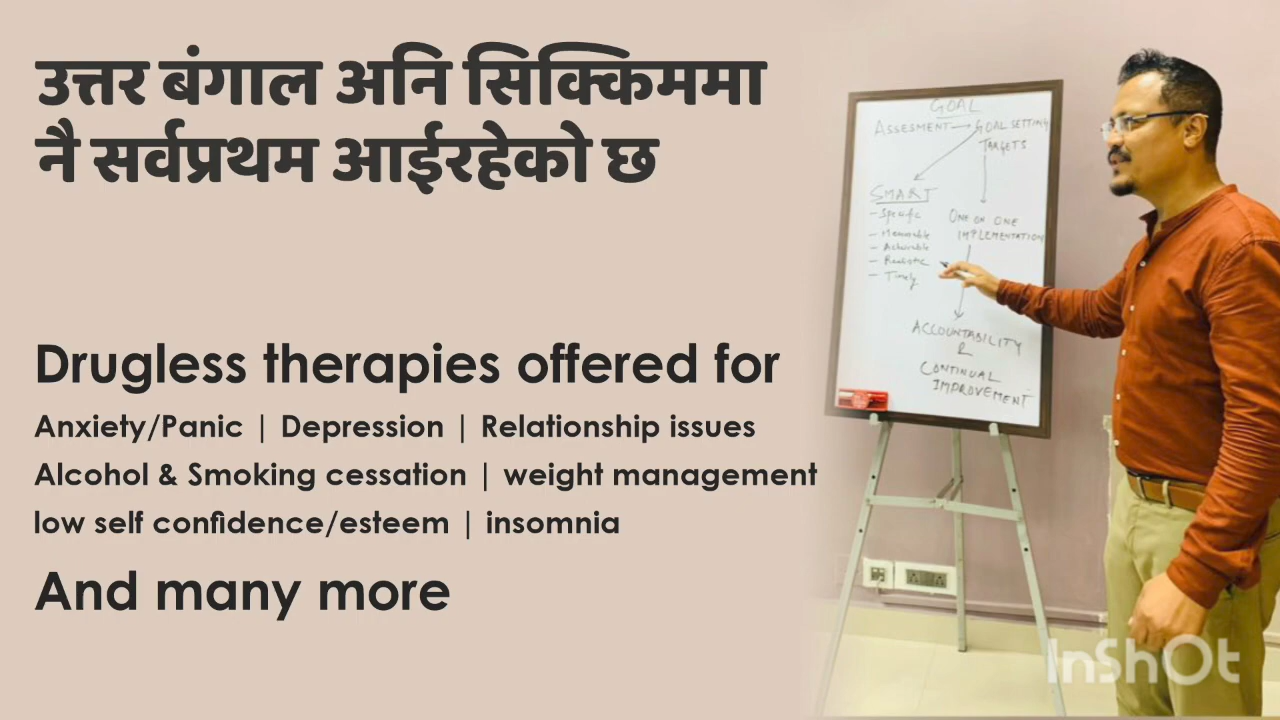 उत्तर बंगाल अनि सिक्किममा
नै सर्वप्रथम आईरहेको छ
Drugless therapies offered for
Anxiety/Panic | Depression | Relationship issues
Alcohol & Smoking cessation | weight management
low self confidence/esteem | insomnia
And many more
GOAL
ASSESMENT → GOAL SETTING
TARGETS
SMART
- Specific
- Measurable
- Achievable
- Realistic
- Timely
ONE ON ONE
IMPLEMENTATION
ACCOUNTABILITY
&
CONTINUAL
IMPROVEMENT
InShOt